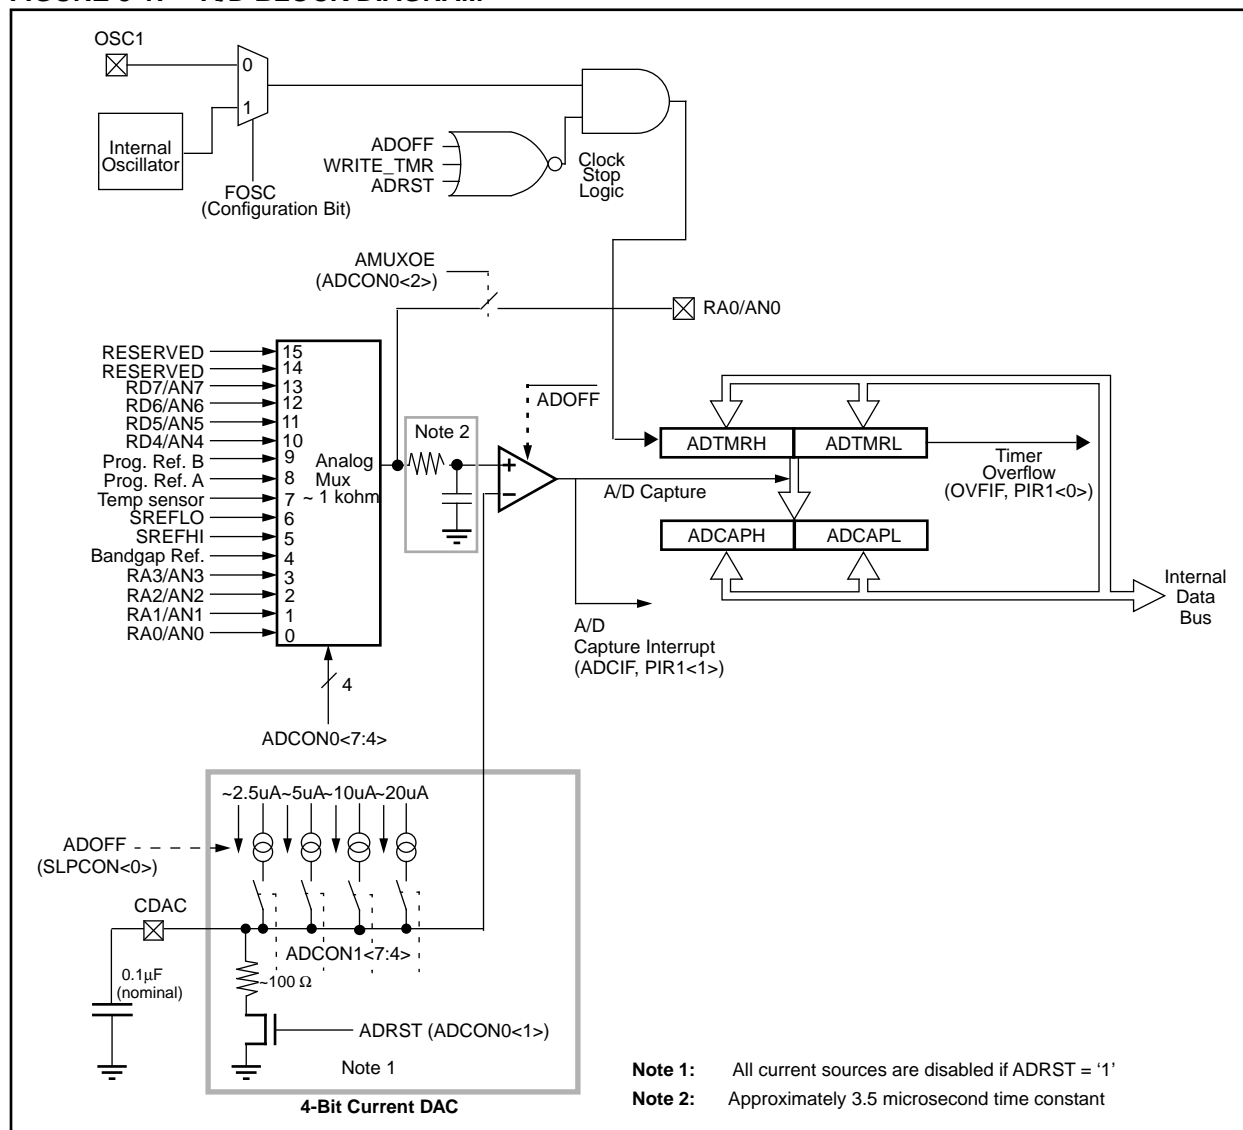 OSC1
0
1
Internal
Oscillator
FOSC
(Configuration Bit)
ADOFF
WRITE_TMR
ADRST
Clock
Stop
Logic
AMUXOE
(ADCON0<2>)
RA0/AN0
RESERVED 15
RESERVED 14
RD7/AN7 13
RD6/AN6 12
RD5/AN5 11
RD4/AN4 10
Prog. Ref. B 9
Prog. Ref. A 8
Temp sensor 7
SREFLO 6
SREFHI 5
Bandgap Ref. 4
RA3/AN3 3
RA2/AN2 2
RA1/AN1 1
RA0/AN0 0
Analog
Mux
~ 1 kohm
4
ADCON0<7:4>
Note 2
ADOFF
+
−
A/D Capture
A/D
Capture Interrupt
(ADCIF, PIR1<1>)
ADTMRH ADTMRL
Timer
Overflow
(OVFIF, PIR1<0>)
ADCAPH ADCAPL
Internal
Data
Bus
~2.5uA ~5uA ~10uA ~20uA
ADOFF
(SLPCON<0>)
CDAC
0.1µF
(nominal)
ADCON1<7:4>
~100 Ω
ADRST (ADCON0<1>)
Note 1
4-Bit Current DAC
Note 1: All current sources are disabled if ADRST = ‘1’
Note 2: Approximately 3.5 microsecond time constant